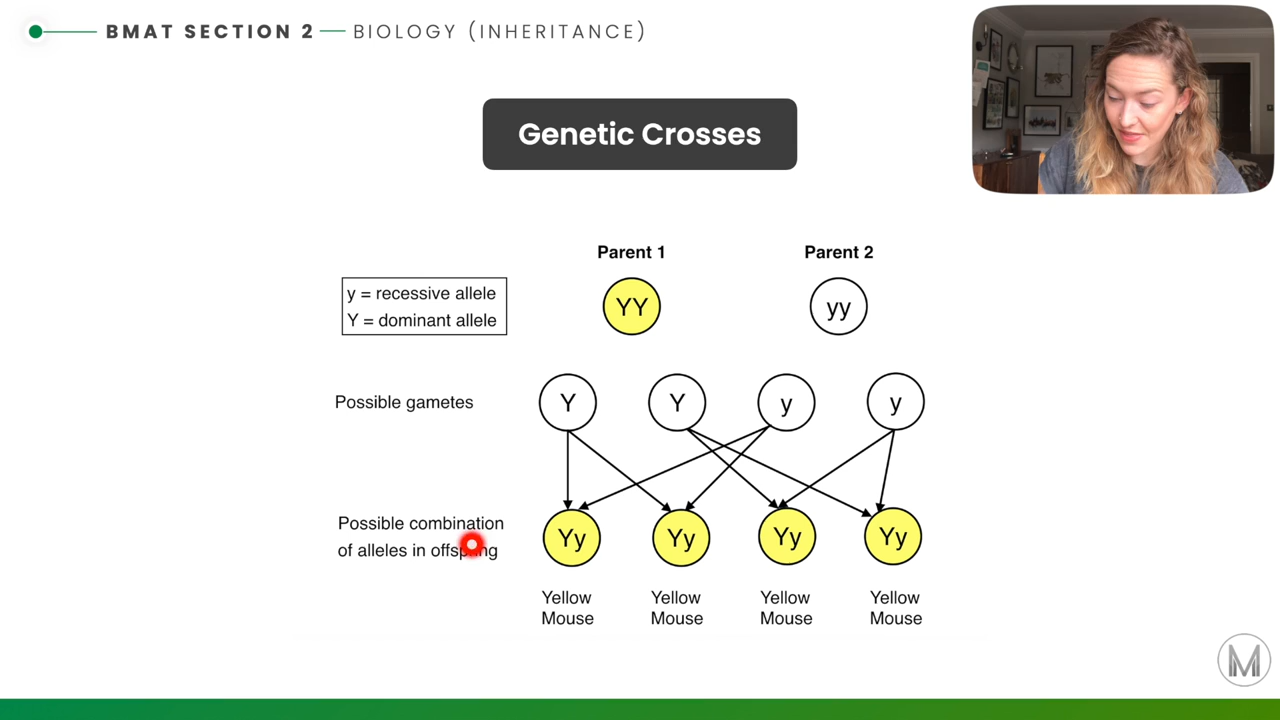 BMAT SECTION 2 — BIOLOGY (INHERITANCE)
Genetic Crosses
Parent 1
Parent 2
y = recessive allele
Y = dominant allele
YY
yy
Possible gametes
Y
Y
y
y
Possible combination
of alleles in offspring
Yy
Yy
Yy
Yy
Yellow
Mouse
Yellow
Mouse
Yellow
Mouse
Yellow
Mouse
M